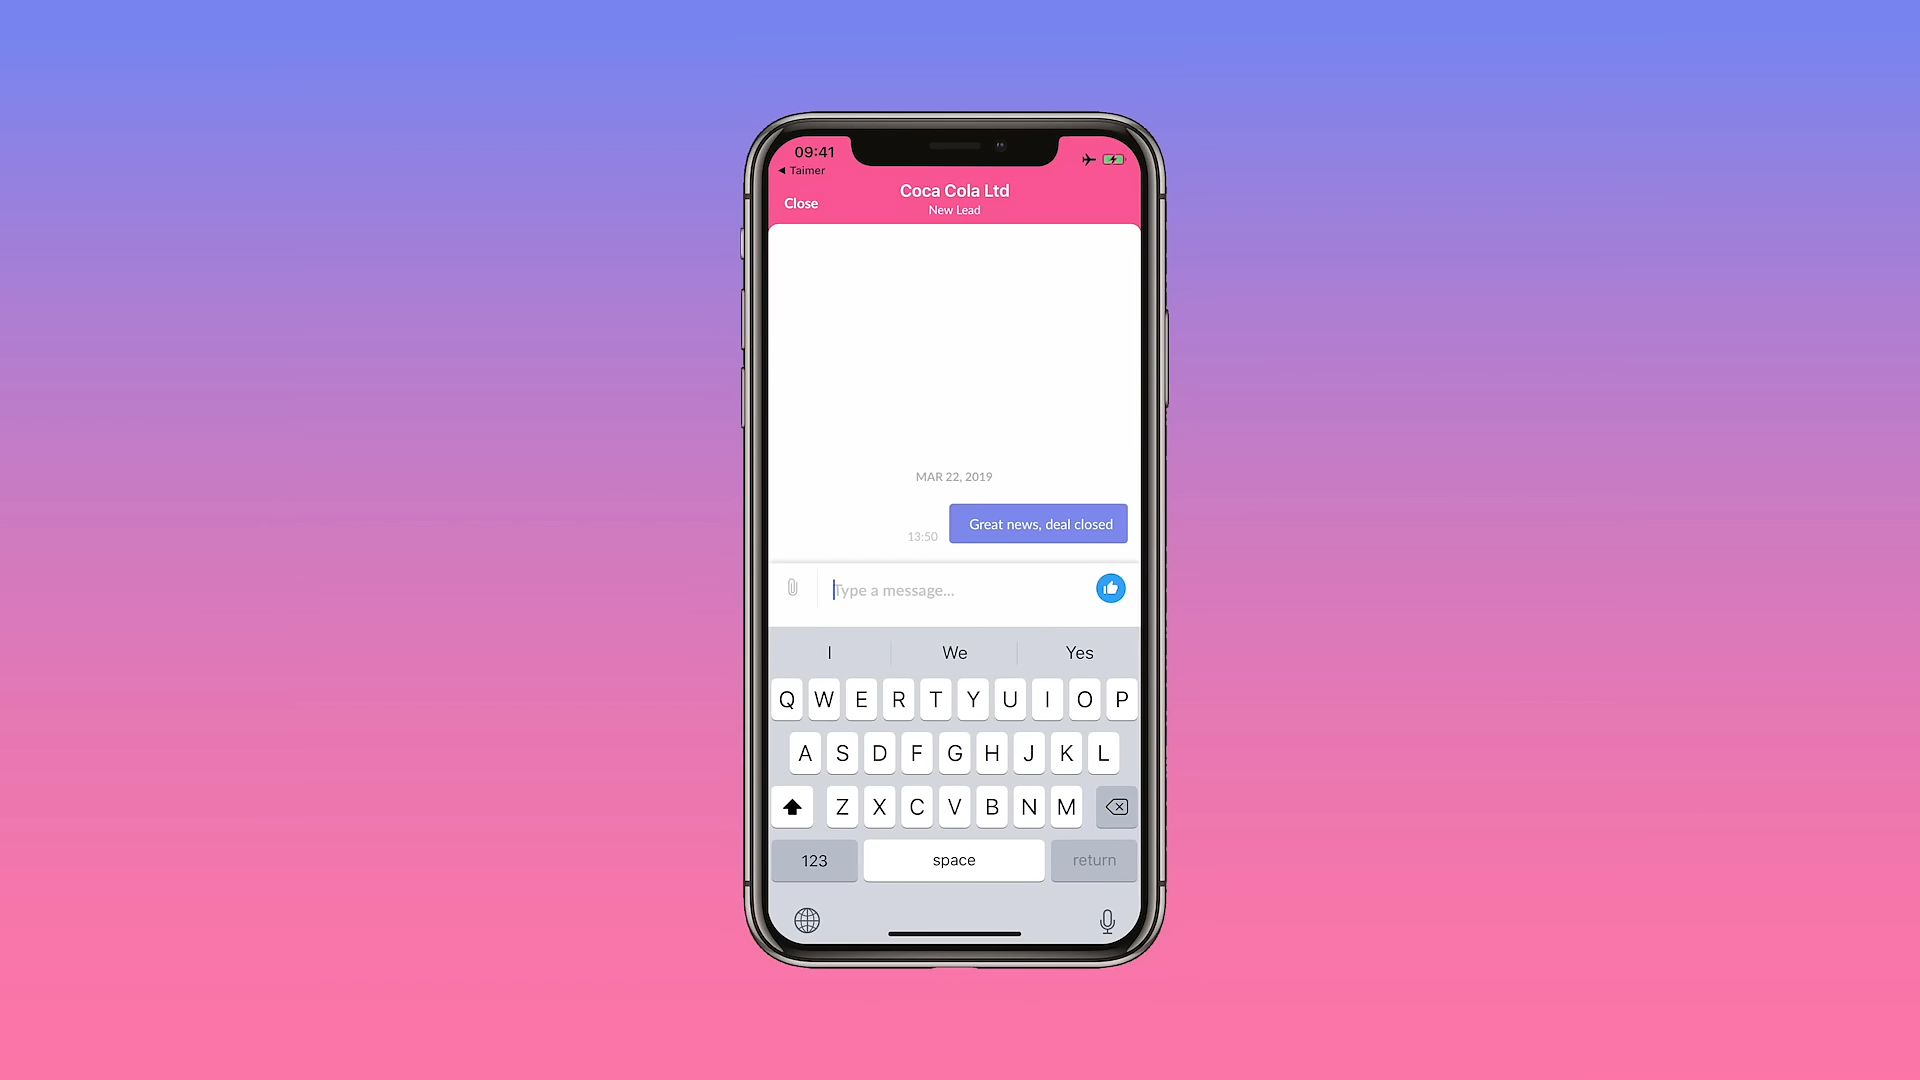 09:41
Taimer
Coca Cola Ltd
Close
New Lead
MAR 22, 2019
Great news, deal closed
13:50
Type a message...
I We Yes
Q W E R T Y U I O P
A S D F G H J K L
Z X C V B N M
123 space return